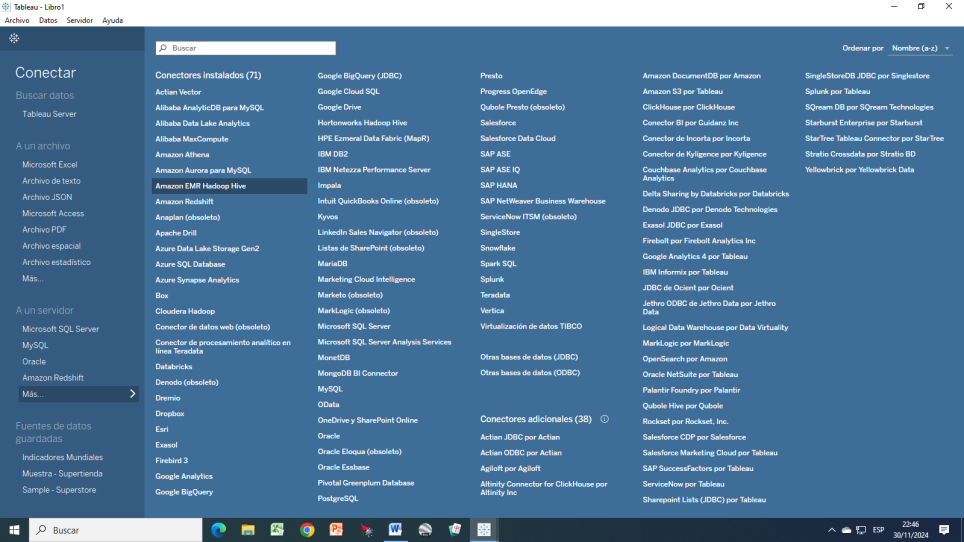 Tableau - Libro1
Archivo Datos Servidor Ayuda
Conectar
Buscar datos
Tableau Server
A un archivo
Microsoft Excel
Archivo de texto
Archivo JSON
Microsoft Access
Archivo PDF
Archivo espacial
Archivo estadístico
Más...
A un servidor
Microsoft SQL Server
MySQL
Oracle
Amazon Redshift
Más...
Fuentes de datos
guardadas
Indicadores Mundiales
Muestra - Supertienda
Sample - Superstore
Buscar
Ordenar por Nombre (a-z)
Conectores instalados (71)
Actian Vector
Alibaba AnalyticDB para MySQL
Alibaba Data Lake Analytics
Alibaba MaxCompute
Amazon Athena
Amazon Aurora para MySQL
Amazon EMR Hadoop Hive
Amazon Redshift
Anaplan (obsoleto)
Apache Drill
Azure Data Lake Storage Gen2
Azure SQL Database
Azure Synapse Analytics
Box
Cloudera Hadoop
Conector de datos web (obsoleto)
Conector de procesamiento analítico en
línea Teradata
Databricks
Denodo (obsoleto)
Dremio
Dropbox
Esri
Exasol
Firebird 3
Google Analytics
Google BigQuery
Google BigQuery (JDBC)
Google Cloud SQL
Google Drive
Hortonworks Hadoop Hive
HPE Ezmeral Data Fabric (MapR)
IBM DB2
IBM Netezza Performance Server
Impala
Intuit QuickBooks Online (obsoleto)
Kyvos
LinkedIn Sales Navigator (obsoleto)
Listas de SharePoint (obsoleto)
MariaDB
Marketing Cloud Intelligence
Marketo (obsoleto)
MarkLogic (obsoleto)
Microsoft SQL Server
Microsoft SQL Server Analysis Services
MonetDB
MongoDB BI Connector
MySQL
OData
OneDrive y SharePoint Online
Oracle
Oracle Eloqua (obsoleto)
Oracle Essbase
Pivotal Greenplum Database
PostgreSQL
Presto
Progress OpenEdge
Qubole Presto (obsoleto)
Salesforce
Salesforce Data Cloud
SAP ASE
SAP ASE IQ
SAP HANA
SAP NetWeaver Business Warehouse
ServiceNow ITSM (obsoleto)
SingleStore
Snowflake
Spark SQL
Splunk
Teradata
Vertica
Virtualización de datos TIBCO
Otras bases de datos (JDBC)
Otras bases de datos (ODBC)
Conectores adicionales (38)
Actian JDBC por Actian
Actian ODBC por Actian
Agiloft por Agiloft
Altinity Connector for ClickHouse por
Altinity Inc
Amazon DocumentDB por Amazon
Amazon S3 por Tableau
ClickHouse por ClickHouse
Conector BI por Guidanz Inc
Conector de Incorta por Incorta
Conector de Kyligence por Kyligence
Couchbase Analytics por Couchbase
Analytics
Delta Sharing by Databricks por Databricks
Denodo JDBC por Denodo Technologies
Exasol JDBC por Exasol
Firebolt por Firebolt Analytics Inc
Google Analytics 4 por Tableau
IBM Informix por Tableau
JDBC de Ocient por Ocient
Jethro ODBC de Jethro Data por Jethro
Data
Logical Data Warehouse por Data Virtuality
MarkLogic por MarkLogic
OpenSearch por Amazon
Oracle NetSuite por Tableau
Palantir Foundry por Palantir
Qubole Hive por Qubole
Rockset por Rockset, Inc.
Salesforce CDP por Salesforce
Salesforce Marketing Cloud por Tableau
SAP SuccessFactors por Tableau
ServiceNow por Tableau
Sharepoint Lists (JDBC) por Tableau
SingleStoreDB JDBC por Singlestore
Splunk por Tableau
SQream DB por SQream Technologies
Starburst Enterprise por Starburst
StarTree Tableau Connector por StarTree
Stratio Crossdata por Stratio BD
Yellowbrick por Yellowbrick Data
Buscar
ESP
22:46
30/11/2024